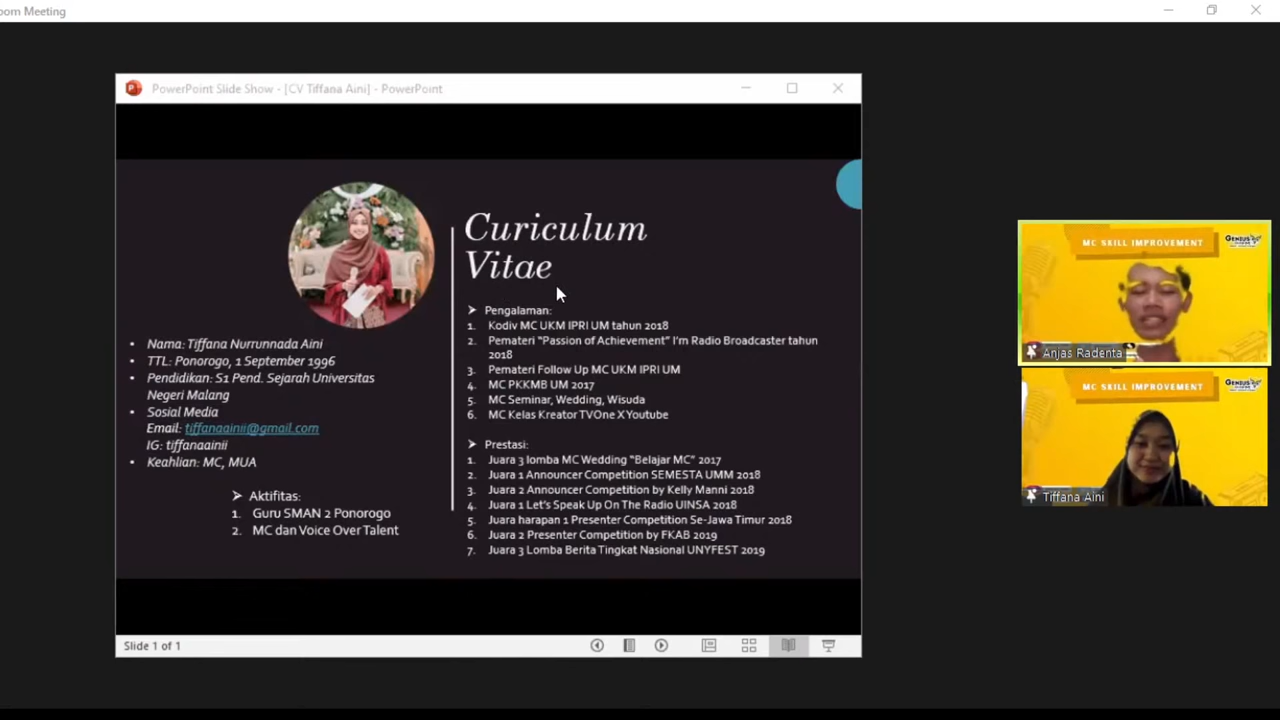 oom Meeting
PowerPoint Slide Show - [CV Tiffana Aini] - PowerPoint
Curiculum
Vitae
• Nama: Tiffana Nurrunnada Aini
• TTL: Ponorogo, 1 September 1996
• Pendidikan: S1 Pend. Sejarah Universitas
Negeri Malang
• Sosial Media
Email: tiffanaainii@gmail.com
IG: tiffanaainii
• Keahlian: MC, MUA
➤ Aktifitas:
1. Guru SMAN 2 Ponorogo
2. MC dan Voice Over Talent
➤ Pengalaman:
1. Kodiv MC UKM IPRI UM tahun 2018
2. Pemateri “Passion of Achievement” I’m Radio Broadcaster tahun
2018
3. Pemateri Follow Up MC UKM IPRI UM
4. MC PKKMB UM 2017
5. MC Seminar, Wedding, Wisuda
6. MC Kelas Kreator TVOne X Youtube
➤ Prestasi:
1. Juara 3 lomba MC Wedding “Belajar MC” 2017
2. Juara 1 Announcer Competition SEMESTA UMM 2018
3. Juara 2 Announcer Competition by Kelly Manni 2018
4. Juara 1 Let’s Speak Up On The Radio UINSA 2018
5. Juara harapan 1 Presenter Competition Se-Jawa Timur 2018
6. Juara 2 Presenter Competition by FKAB 2019
7. Juara 3 Lomba Berita Tingkat Nasional UNYFEST 2019
Slide 1 of 1
MC SKILL IMPROVEMENT
GENIUS
Anjas Radenta
MC SKILL IMPROVEMENT
GENIUS
Tiffana Aini